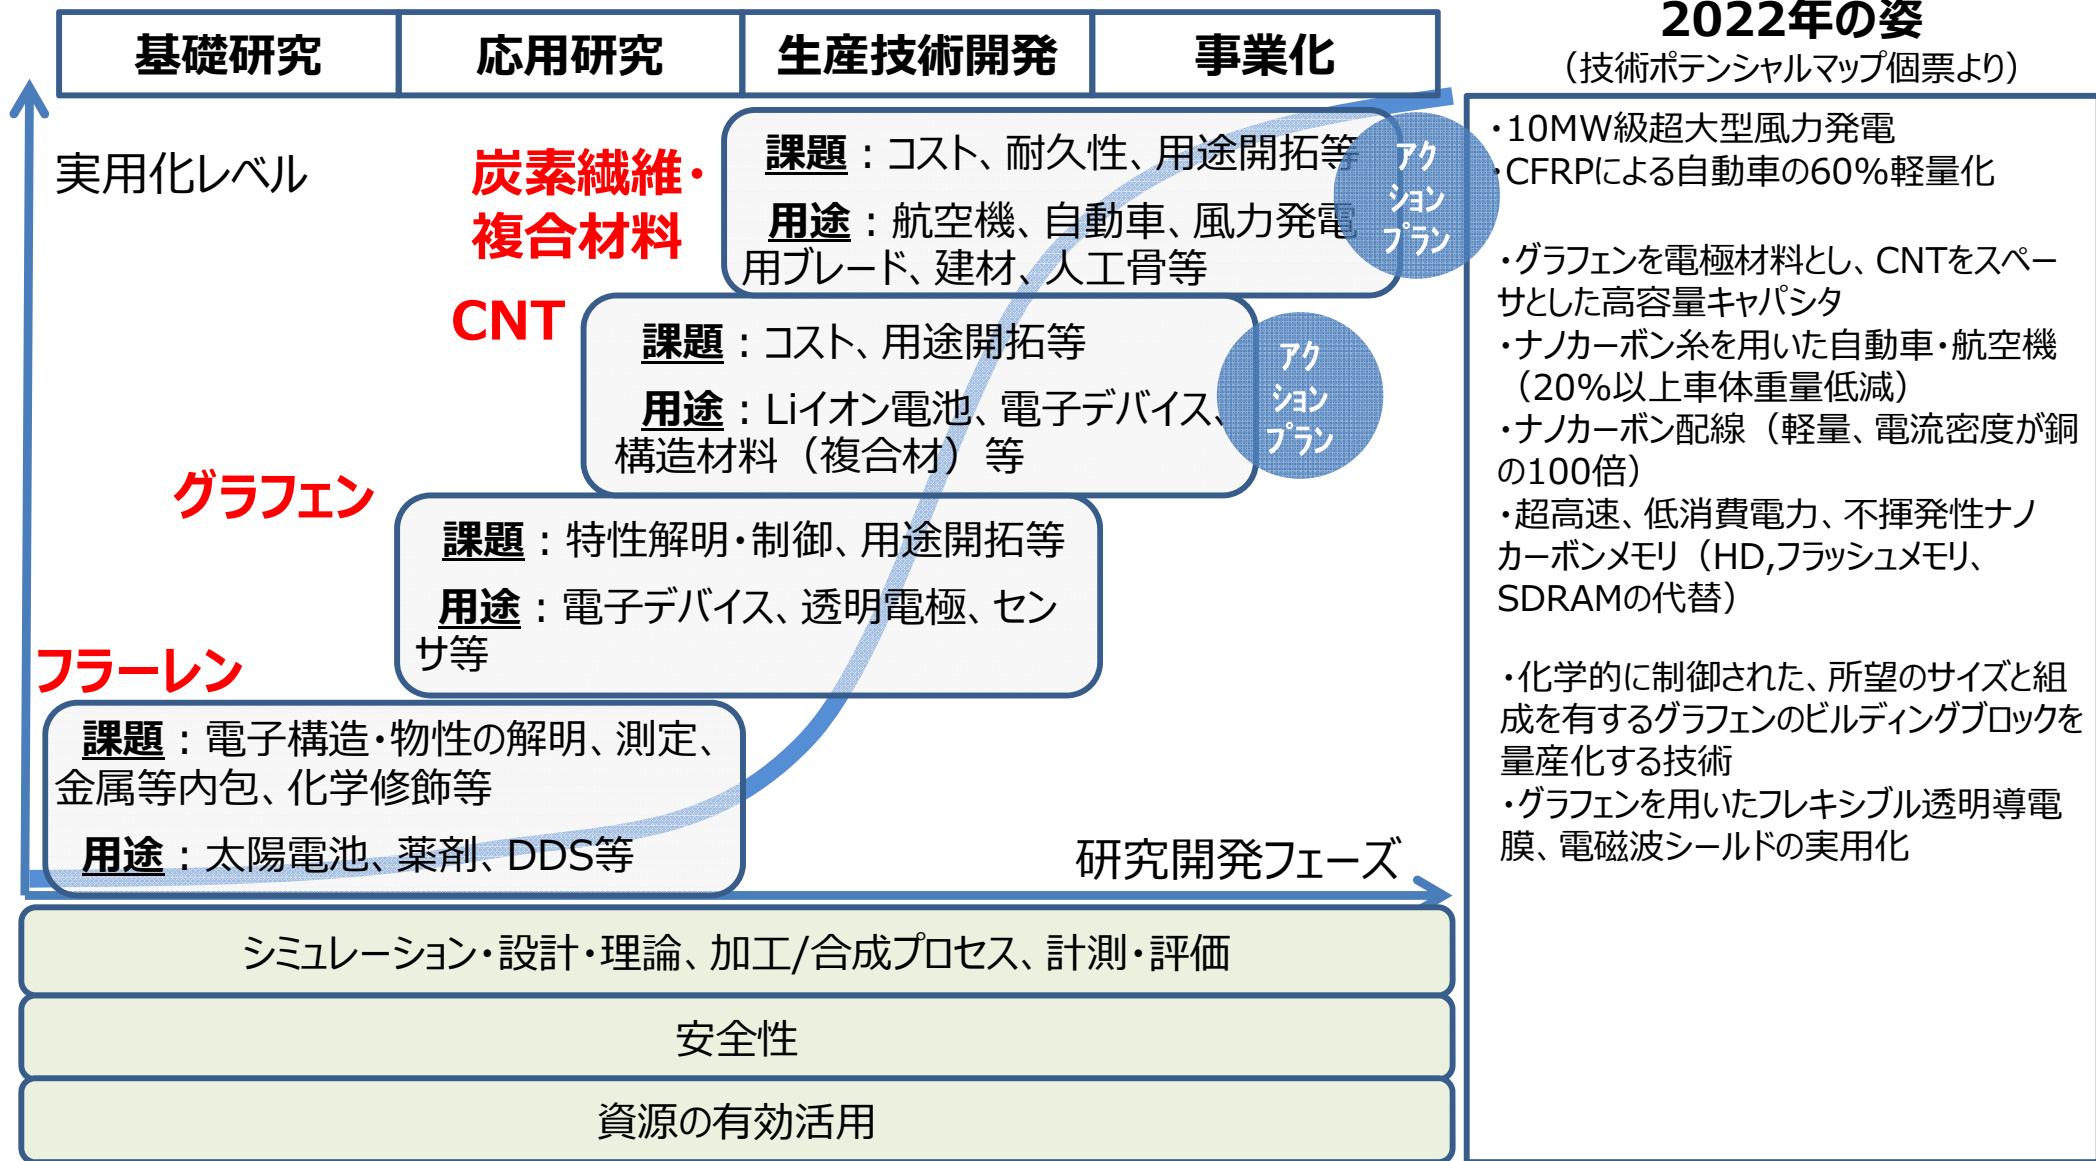 基礎研究
応用研究
生産技術開発
事業化
2022年の姿
（技術ポテンシャルマップ個票より）
実用化レベル
炭素繊維・
複合材料
課題：コスト、耐久性、用途開拓等
用途：航空機、自動車、風力発電
用ブレード、建材、人工骨等
アク
ション
プラン
CNT
課題：コスト、用途開拓等
用途：Liイオン電池、電子デバイス、
構造材料（複合材）等
アク
ション
プラン
グラフェン
課題：特性解明・制御、用途開拓等
用途：電子デバイス、透明電極、セン
サ等
フラーレン
課題：電子構造・物性の解明、測定、
金属等内包、化学修飾等
用途：太陽電池、薬剤、DDS等
研究開発フェーズ
シミュレーション・設計・理論、加工/合成プロセス、計測・評価
安全性
資源の有効活用
・10MW級超大型風力発電
・CFRPによる自動車の60％軽量化
・グラフェンを電極材料とし、CNTをスペー
サとした高容量キャパシタ
・ナノカーボン糸を用いた自動車・航空機
（20％以上車体重量低減）
・ナノカーボン配線（軽量、電流密度が銅
の100倍）
・超高速、低消費電力、不揮発性ナノ
カーボンメモリ（HD,フラッシュメモリ、
SDRAMの代替）
・化学的に制御された、所望のサイズと組
成を有するグラフェンのビルディングブロックを
量産化する技術
・グラフェンを用いたフレキシブル透明導電
膜、電磁波シールドの実用化